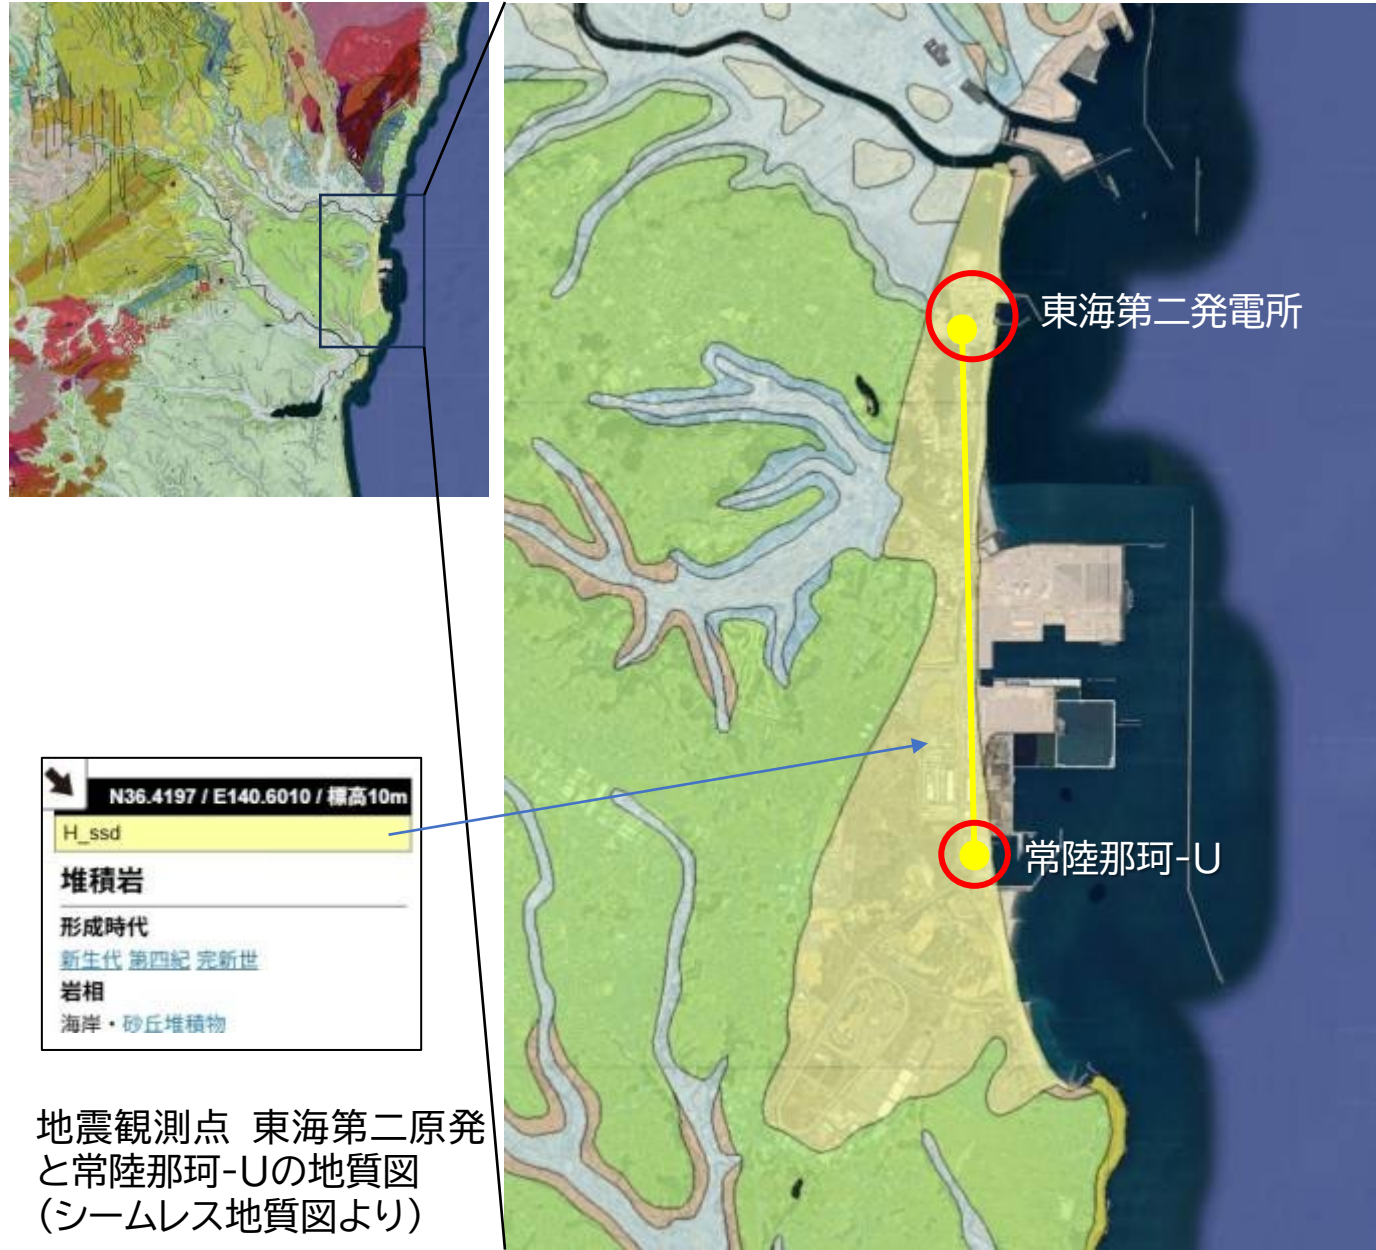 東海第二発電所
常陸那珂-U
N36.4197 / E140.6010 / 標高10m
H_ssd
堆積岩
形成時代
新生代 第四紀 完新世
岩相
海岸・砂丘堆積物
地震観測点 東海第二原発
と常陸那珂-Uの地質図
(シームレス地質図より)